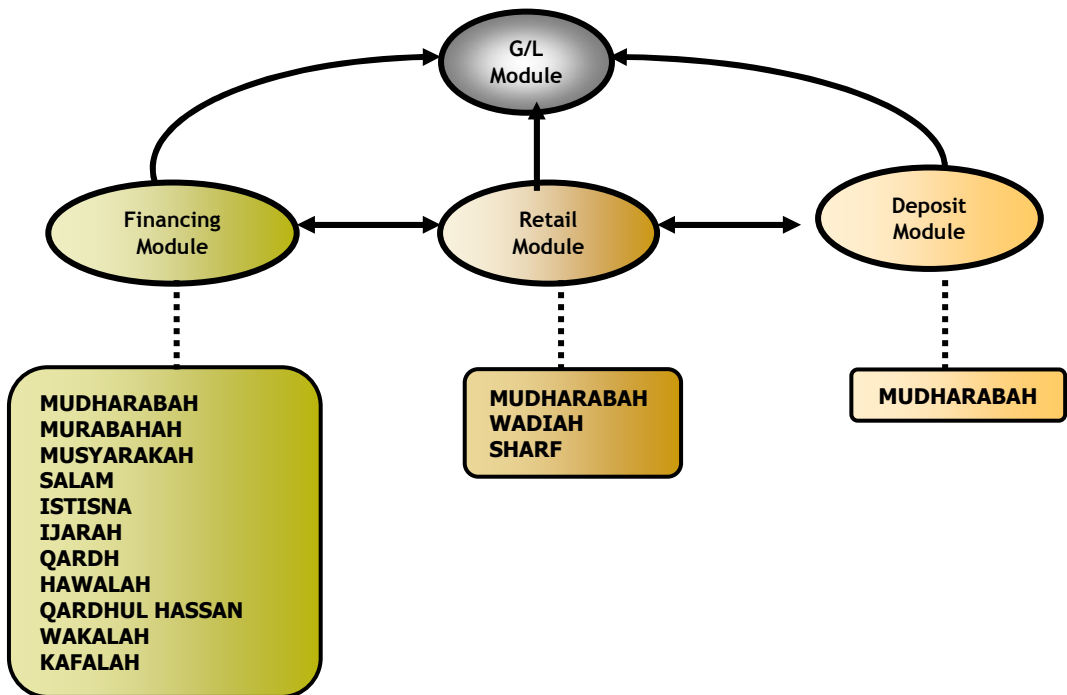 G/L
Module
Financing
Module
Retail
Module
Deposit
Module
MUDHARABAH
MURABAHAH
MUSYARAKAH
SALAM
ISTISNA
IJARAH
QARDH
HAWALAH
QARDHUL HASSAN
WAKALAH
KAFALAH
MUDHARABAH
WADIAH
SHARF
MUDHARABAH